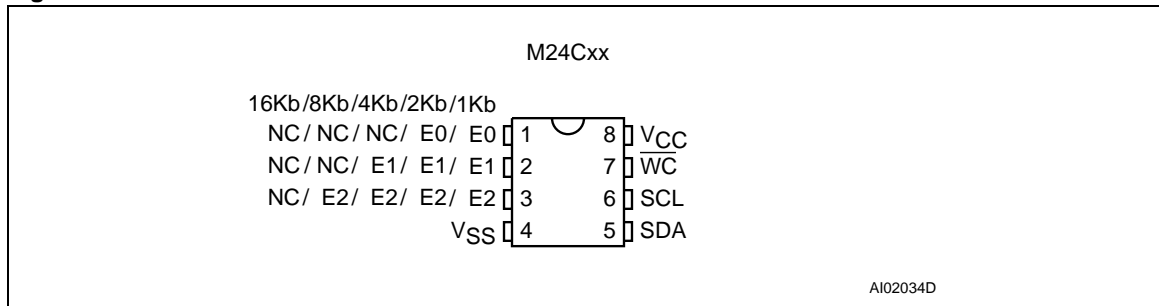 M24Cxx
16Kb/8Kb/4Kb/2Kb/1Kb
NC/ NC/ NC/ E0/ E0 1 8 VCC
NC/ NC/ E1/ E1/ E1 2 7 W̅C̅
NC/ E2/ E2/ E2/ E2 3 6 SCL
VSS 4 5 SDA
AI02034D